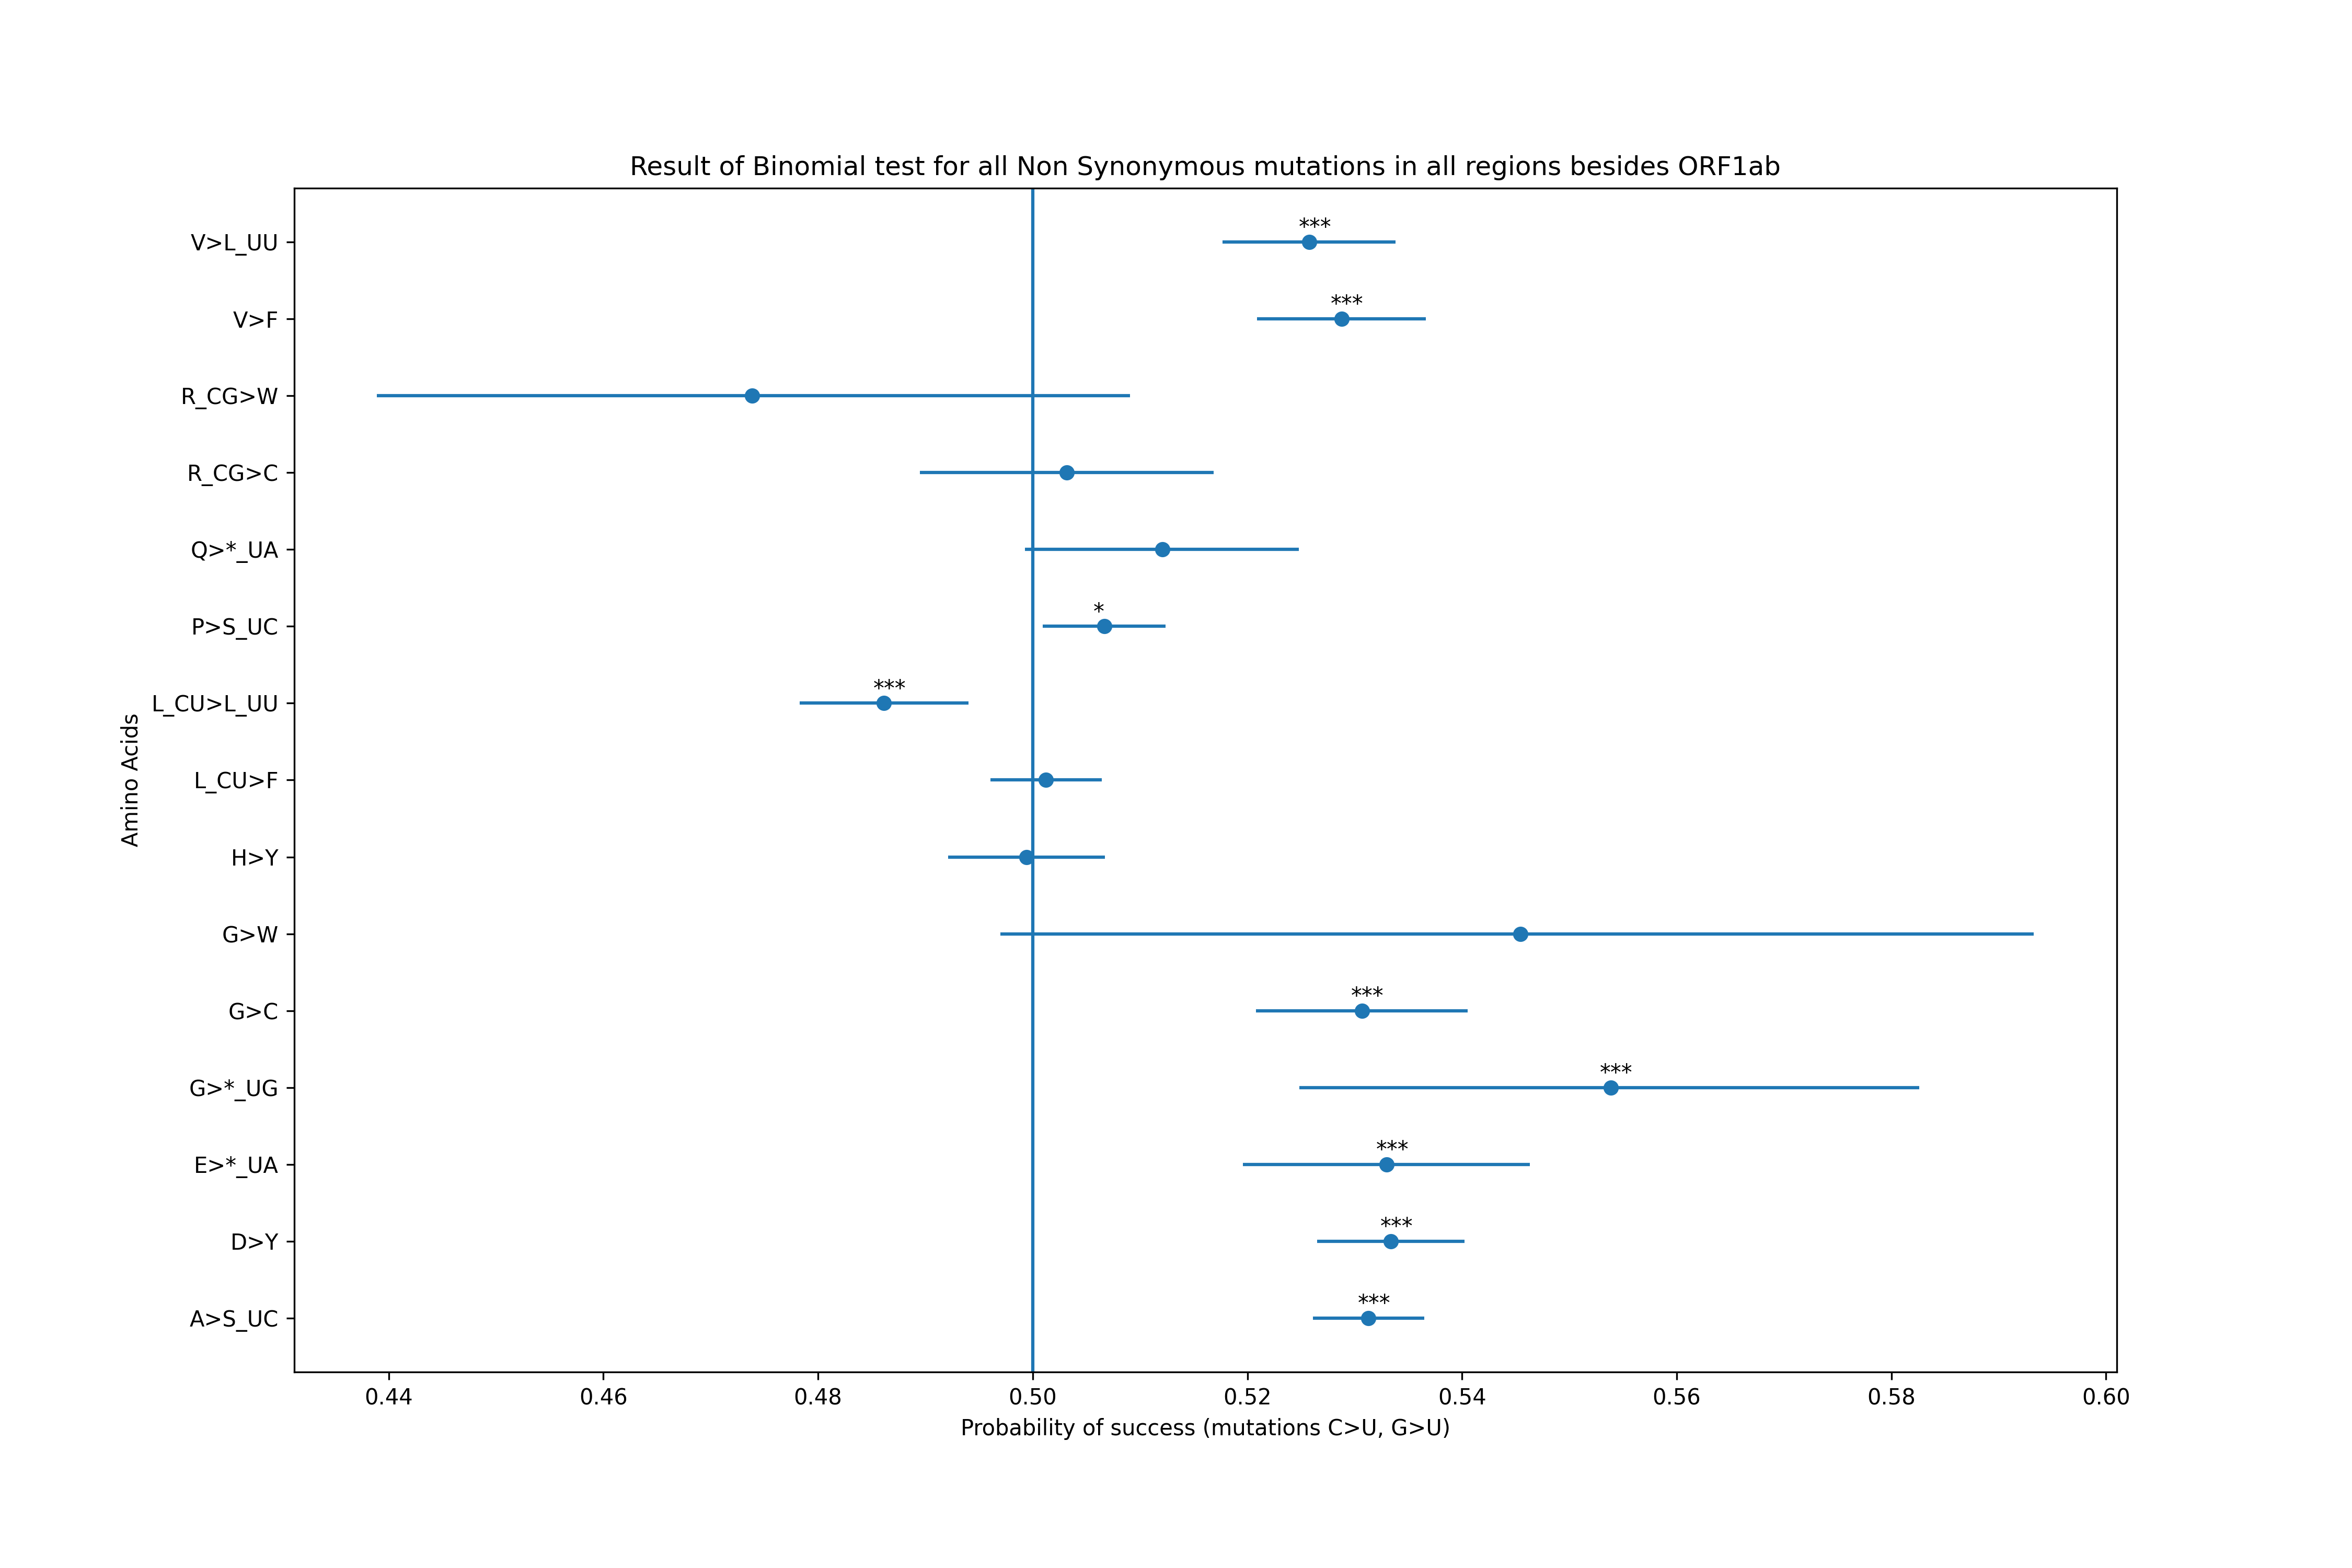 Result of Binomial test for all Non Synonymous mutations in all regions besides ORF1ab
V>L_UU ***
V>F ***
R_CG>W
R_CG>C
Q>*_UA
P>S_UC *
L_CU>L_UU ***
L_CU>F
H>Y
G>W
G>C ***
G>*_UG ***
E>*_UA ***
D>Y ***
A>S_UC ***
Amino Acids
0.44 0.46 0.48 0.50 0.52 0.54 0.56 0.58 0.60
Probability of success (mutations C>U, G>U)